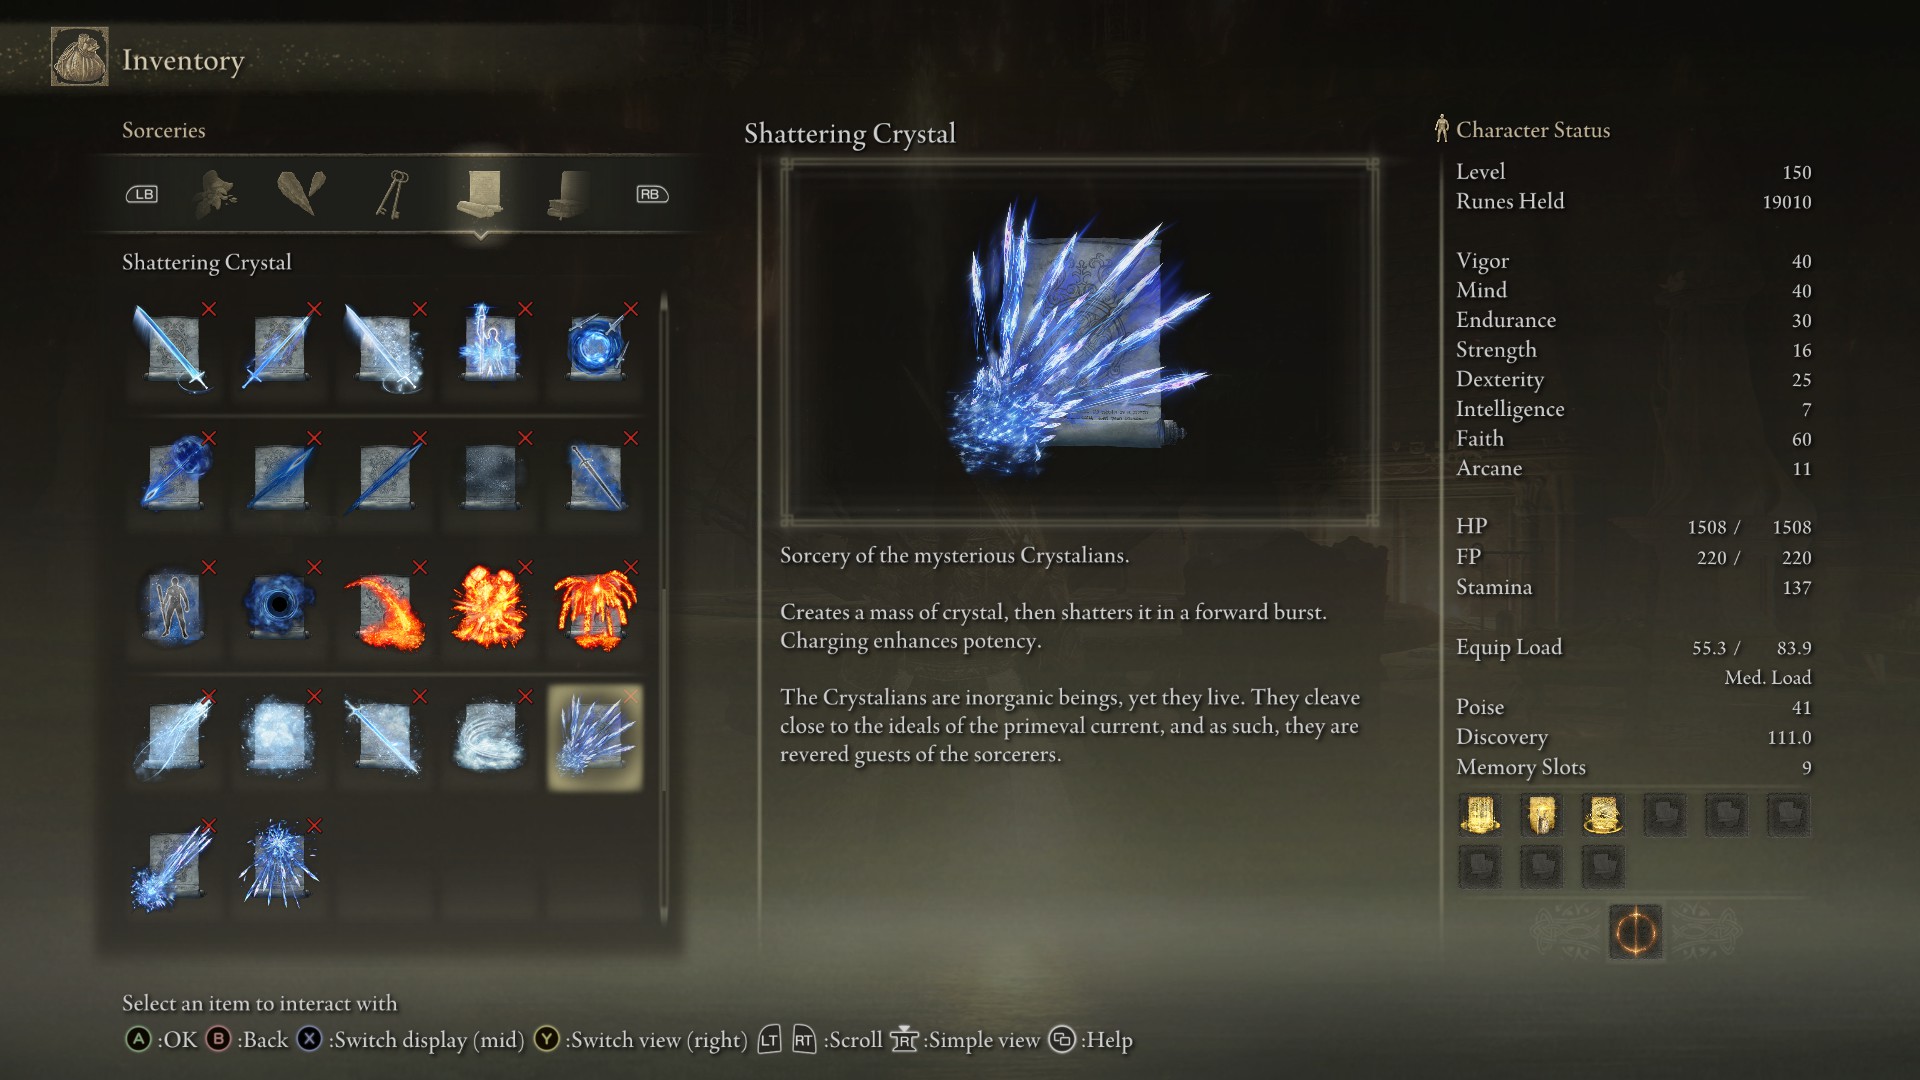 Inventory
Sorceries
LB
RB
Shattering Crystal
Shattering Crystal
Sorcery of the mysterious Crystalians.
Creates a mass of crystal, then shatters it in a forward burst.
Charging enhances potency.
The Crystalians are inorganic beings, yet they live. They cleave
close to the ideals of the primeval current, and as such, they are
revered guests of the sorcerers.
Character Status
Level 150
Runes Held 19010
Vigor 40
Mind 40
Endurance 30
Strength 16
Dexterity 25
Intelligence 7
Faith 60
Arcane 11
HP 1508 / 1508
FP 220 / 220
Stamina 137
Equip Load 55.3 / 83.9
Med. Load
Poise 41
Discovery 111.0
Memory Slots 9
Select an item to interact with
A :OK B :Back X :Switch display (mid) Y :Switch view (right) LT RT :Scroll R :Simple view :Help